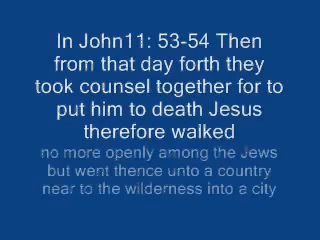 In John11: 53-54 Then
from that day forth they
took counsel together for to
put him to death Jesus
therefore walked
no more openly among the Jews
but went thence unto a country
near to the wilderness into a city